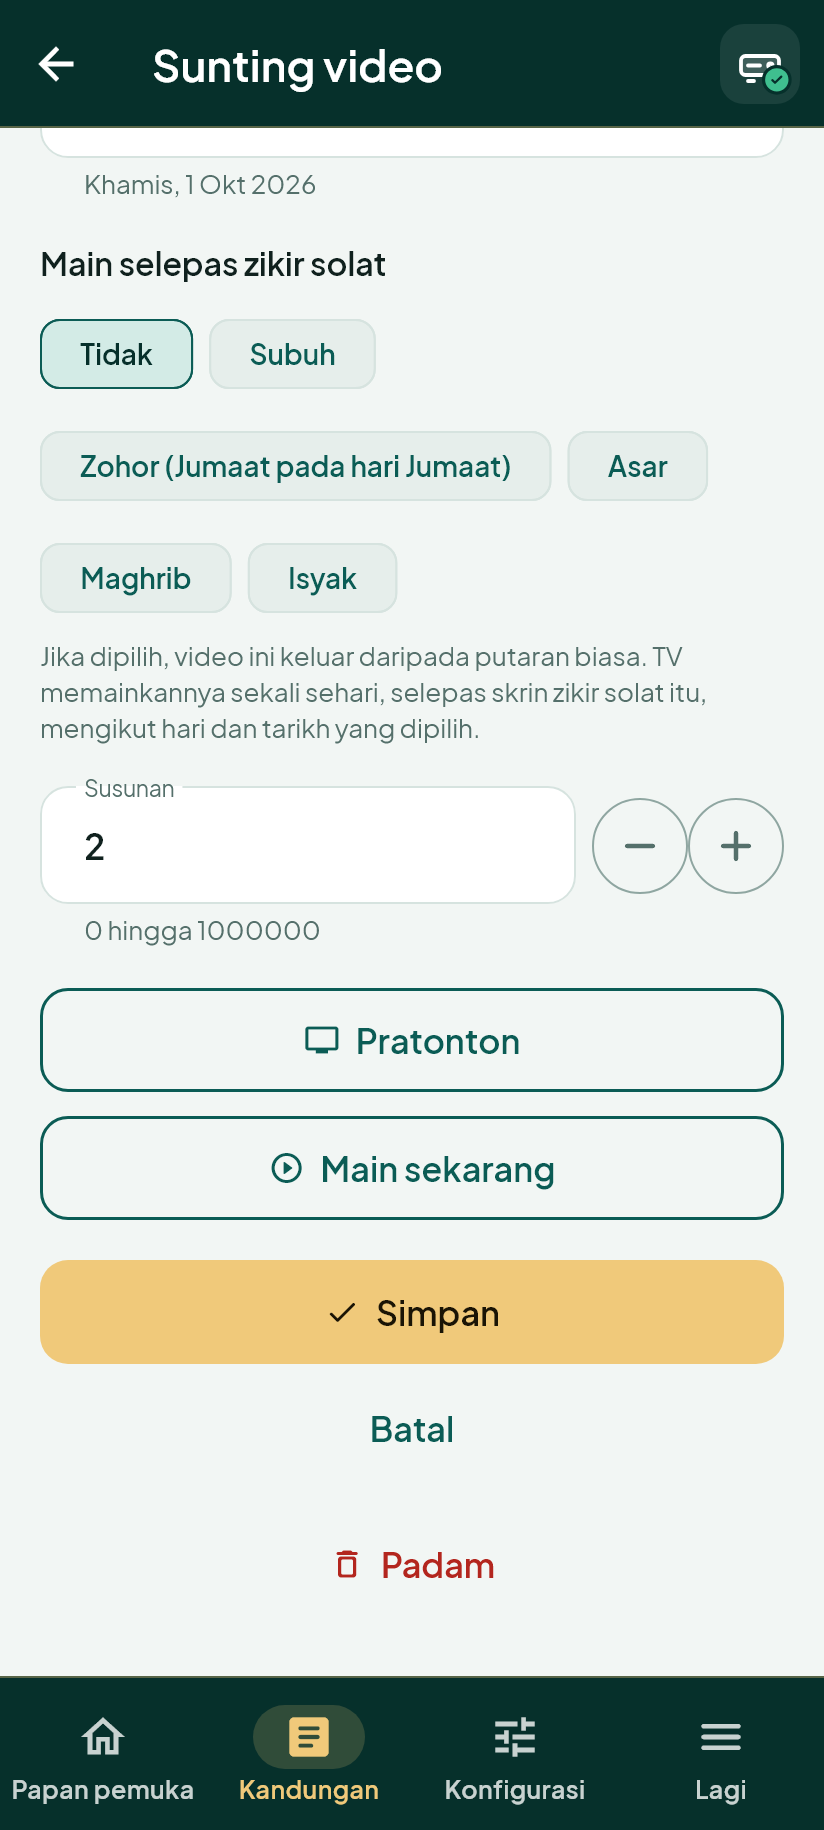 Sunting video
Khamis, 1 Okt 2026
Main selepas zikir solat
Tidak
Subuh
Zohor (Jumaat pada hari Jumaat)
Asar
Maghrib
Isyak
Jika dipilih, video ini keluar daripada putaran biasa. TV
memainkannya sekali sehari, selepas skrin zikir solat itu,
mengikut hari dan tarikh yang dipilih.
Susunan
2
0 hingga 1000000
Pratonton
Main sekarang
Simpan
Batal
Padam
Papan pemuka
Kandungan
Konfigurasi
Lagi